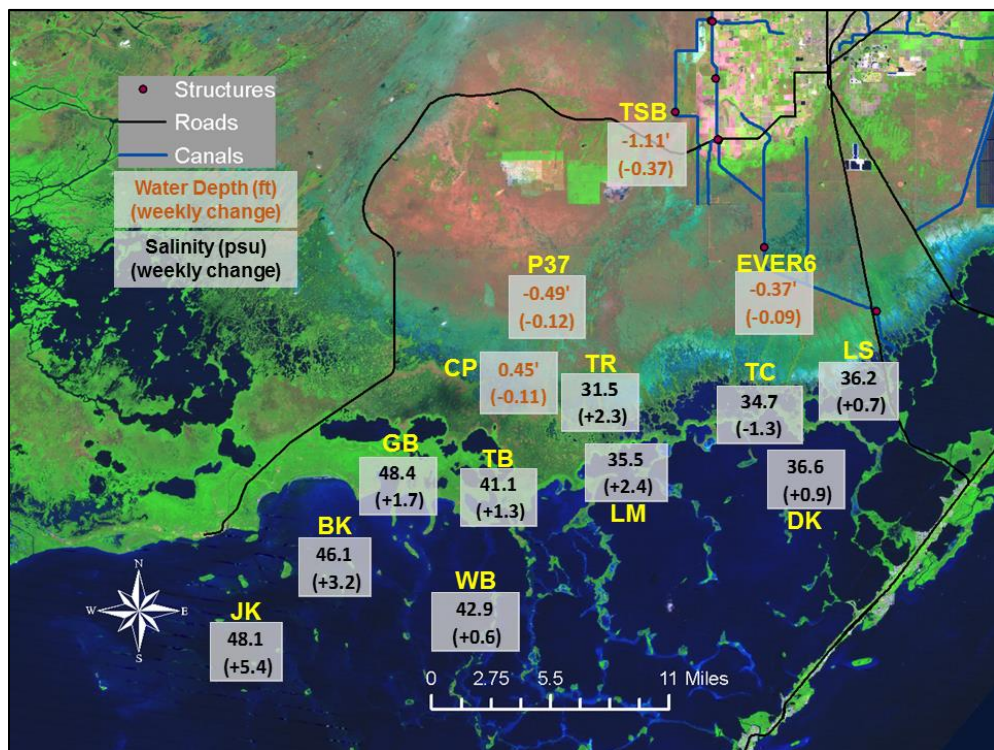 Structures
Roads
Canals
Water Depth (ft)
(weekly change)
Salinity (psu)
(weekly change)
TSB
-1.11'
(-0.37)
P37
-0.49'
(-0.12)
EVER6
-0.37'
(-0.09)
CP
0.45'
(-0.11)
TR
31.5
(+2.3)
TC
34.7
(-1.3)
LS
36.2
(+0.7)
GB
48.4
(+1.7)
TB
41.1
(+1.3)
35.5
(+2.4)
LM
36.6
(+0.9)
DK
BK
46.1
(+3.2)
WB
42.9
(+0.6)
JK
48.1
(+5.4)
N
W
E
S
0 2.75 5.5 11 Miles